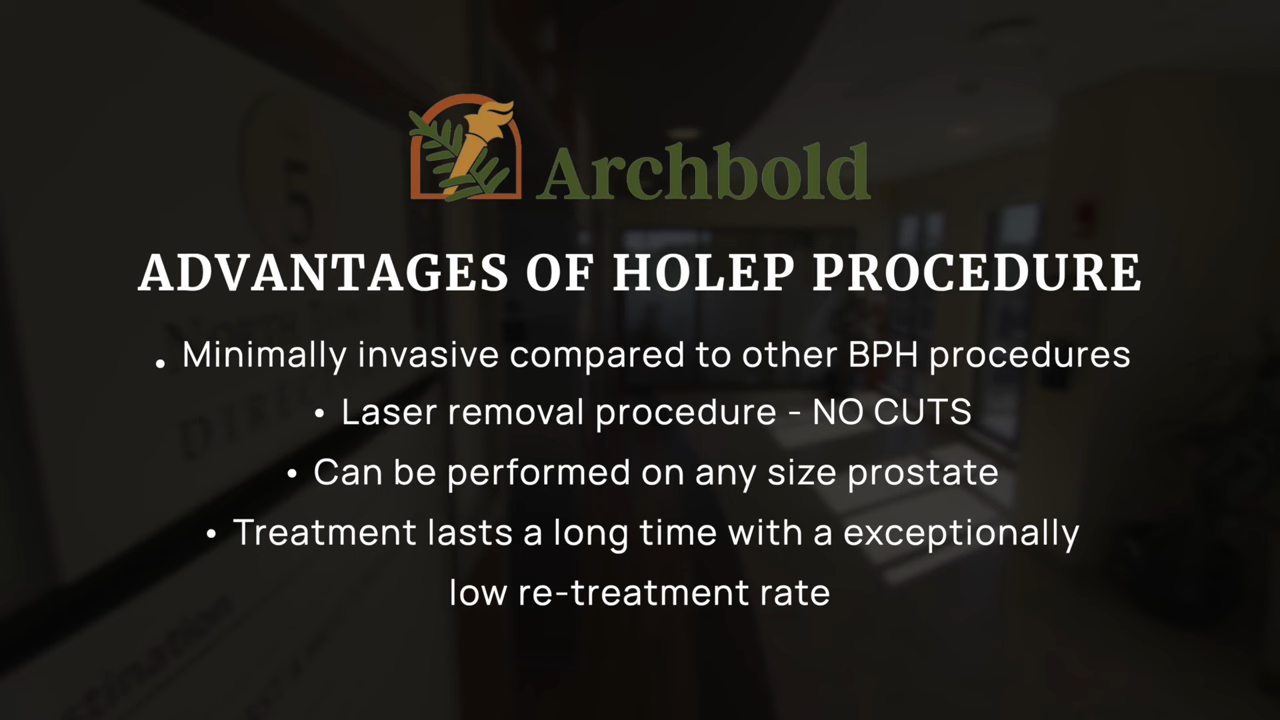 Archbold
ADVANTAGES OF HOLEP PROCEDURE
• Minimally invasive compared to other BPH procedures
• Laser removal procedure - NO CUTS
• Can be performed on any size prostate
• Treatment lasts a long time with a exceptionally
low re-treatment rate